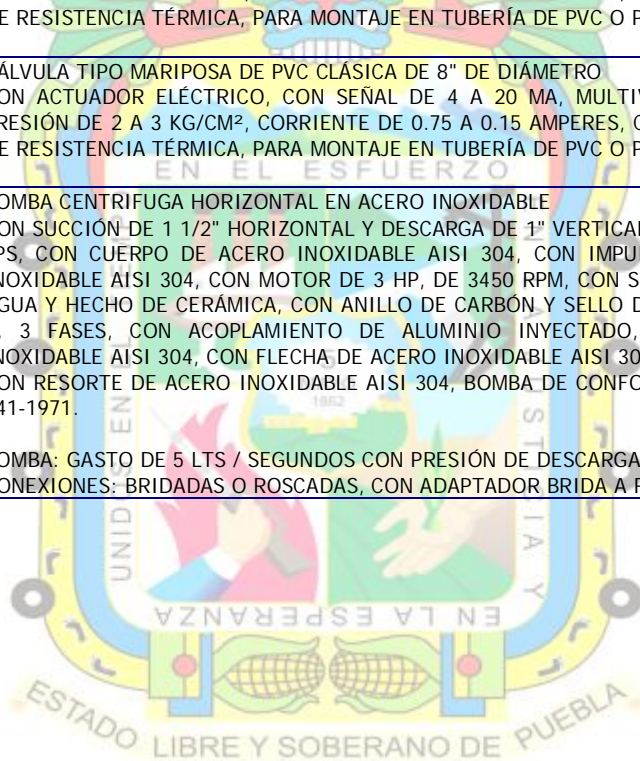 E RESISTENCIA TÉRMICA, PARA MONTAJE EN TUBERÍA DE PVC O P
ÁLVULA TIPO MARIPOSA DE PVC CLÁSICA DE 8" DE DIÁMETRO
ON ACTUADOR ELÉCTRICO, CON SEÑAL DE 4 A 20 MA, MULTIV
RESIÓN DE 2 A 3 KG/CM², CORRIENTE DE 0.75 A 0.15 AMPERES,
E RESISTENCIA TÉRMICA, PARA MONTAJE EN TUBERÍA DE PVC O P
OMBA CENTRIFUGA HORIZONTAL EN ACERO INOXIDABLE
ON SUCCIÓN DE 1 1/2" HORIZONTAL Y DESCARGA DE 1" VERTICAL
PS, CON CUERPO DE ACERO INOXIDABLE AISI 304, CON IMPU
NOXIDABLE AISI 304, CON MOTOR DE 3 HP, DE 3450 RPM, CON S
GUA Y HECHO DE CERÁMICA, CON ANILLO DE CARBÓN Y SELLO D
, 3 FASES, CON ACOPLAMIENTO DE ALUMINIO INYECTADO,
NOXIDABLE AISI 304, CON FLECHA DE ACERO INOXIDABLE AISI 30
ON RESORTE DE ACERO INOXIDABLE AISI 304, BOMBA DE CONFO
41-1971.
OMBA: GASTO DE 5 LTS / SEGUNDOS CON PRESIÓN DE DESCARGA
ONEXIONES: BRIDADAS O ROSCADAS, CON ADAPTADOR BRIDA A P
EN EL ESFUERZO
UNIDOS EN EL
1862
JUSTICIA Y
EN LA ESPERANZA
ESTADO LIBRE Y SOBERANO DE PUEBLA